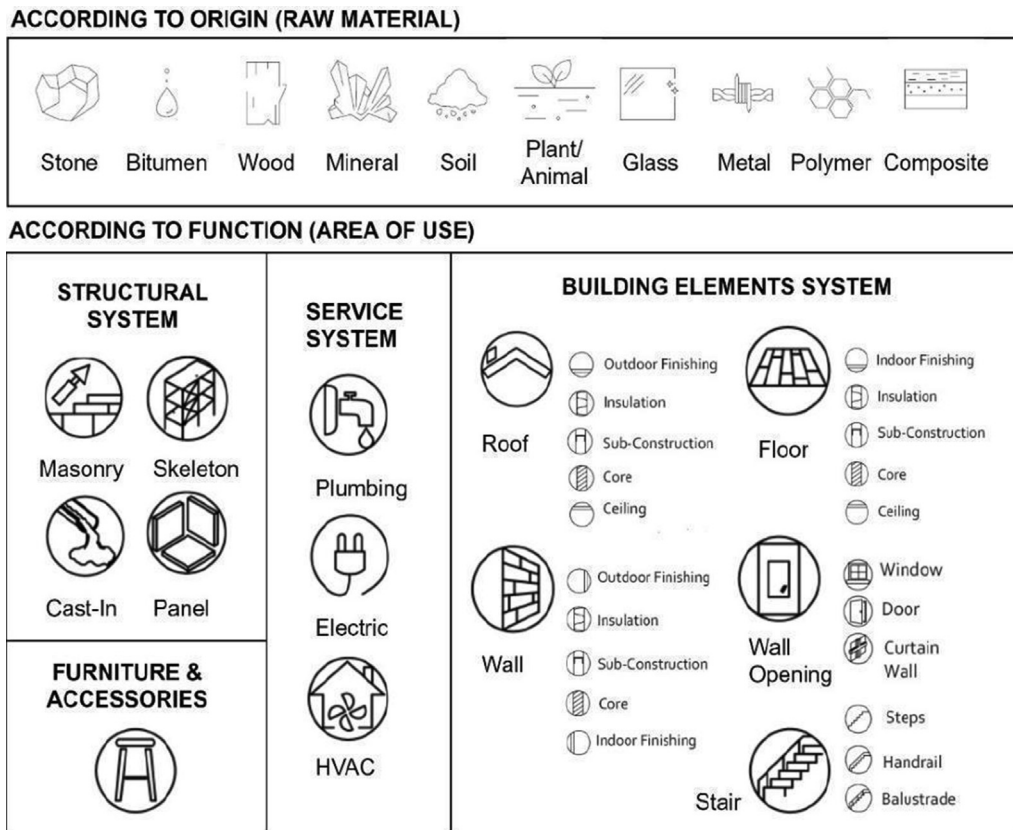 ACCORDING TO ORIGIN (RAW MATERIAL)
Stone
Bitumen
Wood
Mineral
Soil
Plant/
Animal
Glass
Metal
Polymer
Composite
ACCORDING TO FUNCTION (AREA OF USE)
STRUCTURAL
SYSTEM
Masonry
Skeleton
Cast-In
Panel
FURNITURE &
ACCESSORIES
SERVICE
SYSTEM
Plumbing
Electric
HVAC
BUILDING ELEMENTS SYSTEM
Roof
Outdoor Finishing
Insulation
Sub-Construction
Core
Ceiling
Floor
Indoor Finishing
Insulation
Sub-Construction
Core
Ceiling
Wall
Outdoor Finishing
Insulation
Sub-Construction
Core
Indoor Finishing
Wall
Opening
Window
Door
Curtain
Wall
Stair
Steps
Handrail
Balustrade